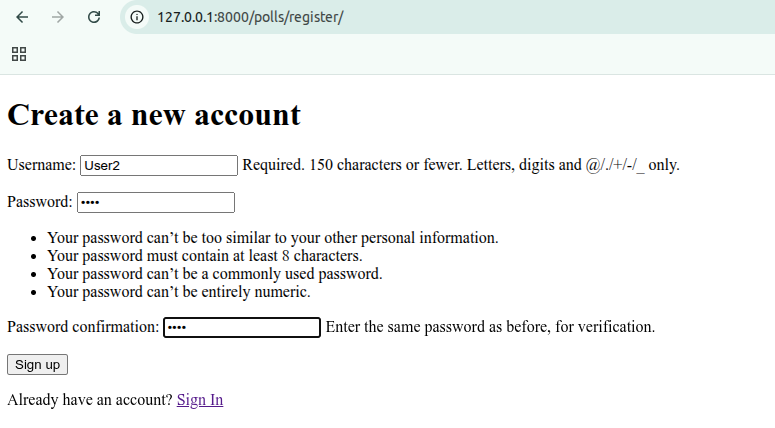 127.0.0.1:8000/polls/register/
Create a new account
Username: User2 Required. 150 characters or fewer. Letters, digits and @/./+/-/_ only.
Password: ••••
• Your password can’t be too similar to your other personal information.
• Your password must contain at least 8 characters.
• Your password can’t be a commonly used password.
• Your password can’t be entirely numeric.
Password confirmation: •••• Enter the same password as before, for verification.
Sign up
Already have an account? Sign In